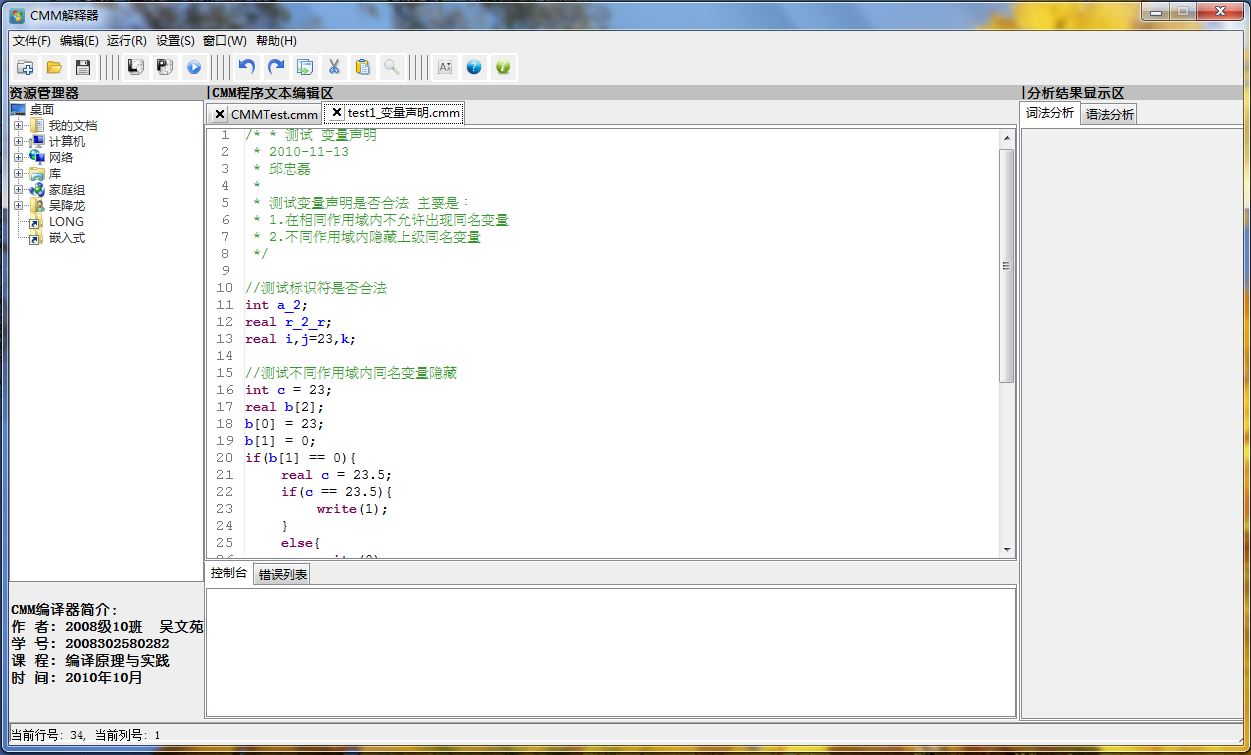 CMM解释器
文件(F) 编辑(E) 运行(R) 设置(S) 窗口(W) 帮助(H)
资源管理器
桌面
我的文档
计算机
网络
库
家庭组
吴降龙
LONG
嵌入式
CMM编译器简介:
作 者: 2008级10班 吴文苑
学 号: 2008302580282
课 程: 编译原理与实践
时 间: 2010年10月
CMM程序文本编辑区
CMMTest.cmm test1_变量声明.cmm
1 /* * 测试 变量声明
2 * 2010-11-13
3 * 邱忠磊
4 *
5 * 测试变量声明是否合法 主要是:
6 * 1.在相同作用域内不允许出现同名变量
7 * 2.不同作用域内隐藏上级同名变量
8 */
9
10 //测试标识符是否合法
11 int a_2;
12 real r_2_r;
13 real i,j=23,k;
14
15 //测试不同作用域内同名变量隐藏
16 int c = 23;
17 real b[2];
18 b[0] = 23;
19 b[1] = 0;
20 if(b[1] == 0){
21 real c = 23.5;
22 if(c == 23.5){
23 write(1);
24 }
25 else{
控制台 错误列表
分析结果显示区
词法分析 语法分析
当前行号: 34, 当前列号: 1